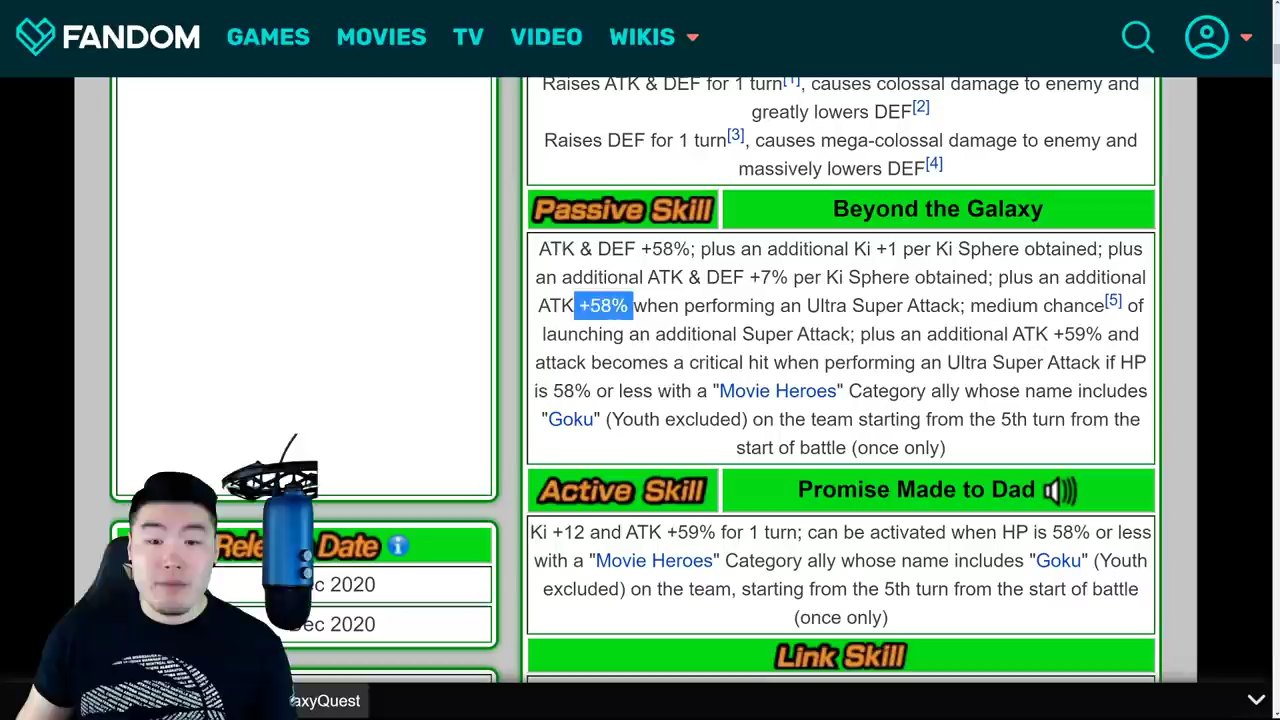 FANDOM GAMES MOVIES TV VIDEO WIKIS
Raises ATK & DEF for 1 turn[1], causes colossal damage to enemy and
greatly lowers DEF[2]
Raises DEF for 1 turn[3], causes mega-colossal damage to enemy and
massively lowers DEF[4]
Passive Skill Beyond the Galaxy
ATK & DEF +58%; plus an additional Ki +1 per Ki Sphere obtained; plus
an additional ATK & DEF +7% per Ki Sphere obtained; plus an additional
ATK +58% when performing an Ultra Super Attack; medium chance[5] of
launching an additional Super Attack; plus an additional ATK +59% and
attack becomes a critical hit when performing an Ultra Super Attack if HP
is 58% or less with a "Movie Heroes" Category ally whose name includes
"Goku" (Youth excluded) on the team starting from the 5th turn from the
start of battle (once only)
Active Skill Promise Made to Dad
Ki +12 and ATK +59% for 1 turn; can be activated when HP is 58% or less
with a "Movie Heroes" Category ally whose name includes "Goku" (Youth
excluded) on the team, starting from the 5th turn from the start of battle
(once only)
Link Skill
Date
ec 2020
Dec 2020
axyQuest